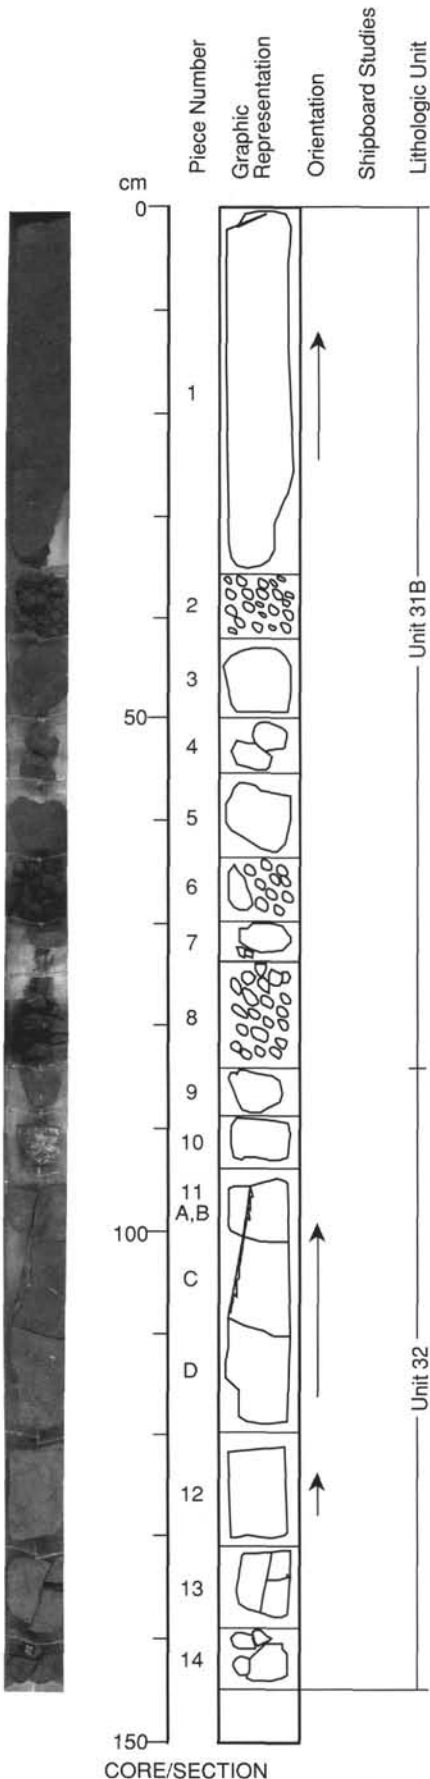 Piece Number
Graphic
Representation
Orientation
Shipboard Studies
Lithologic Unit
cm
0
1
2
Unit 31B
3
50
4
5
6
7
8
9
10
11
A,B
100
C
D
Unit 32
12
13
14
150
CORE/SECTION